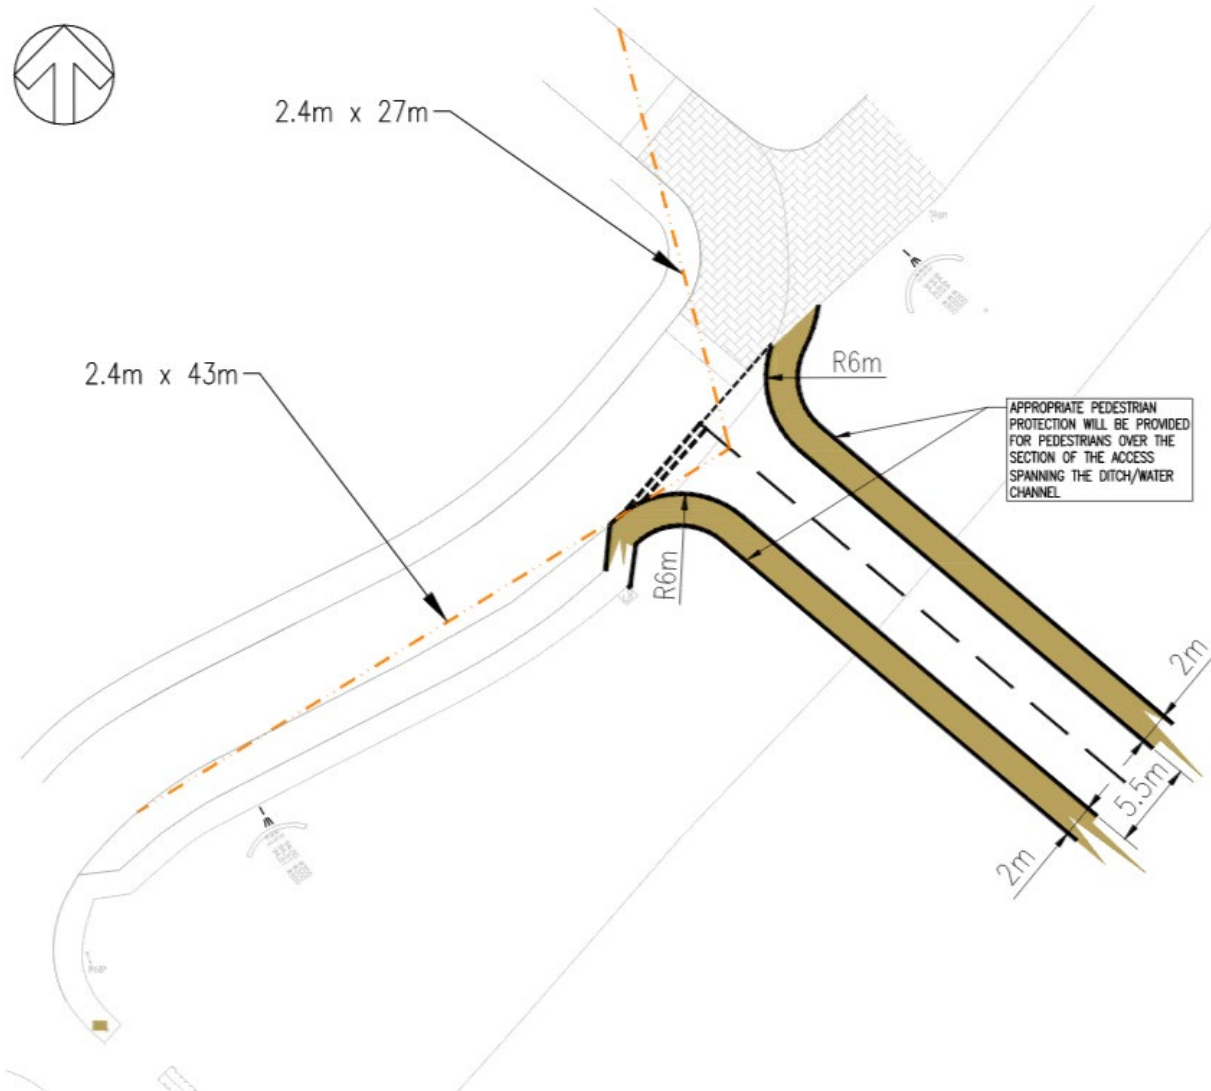 2.4m x 27m
2.4m x 43m
R6m
APPROPRIATE PEDESTRIAN
PROTECTION WILL BE PROVIDED
FOR PEDESTRIANS OVER THE
SECTION OF THE ACCESS
SPANNING THE DITCH/WATER
CHANNEL
R6m
2m
5.5m
2m